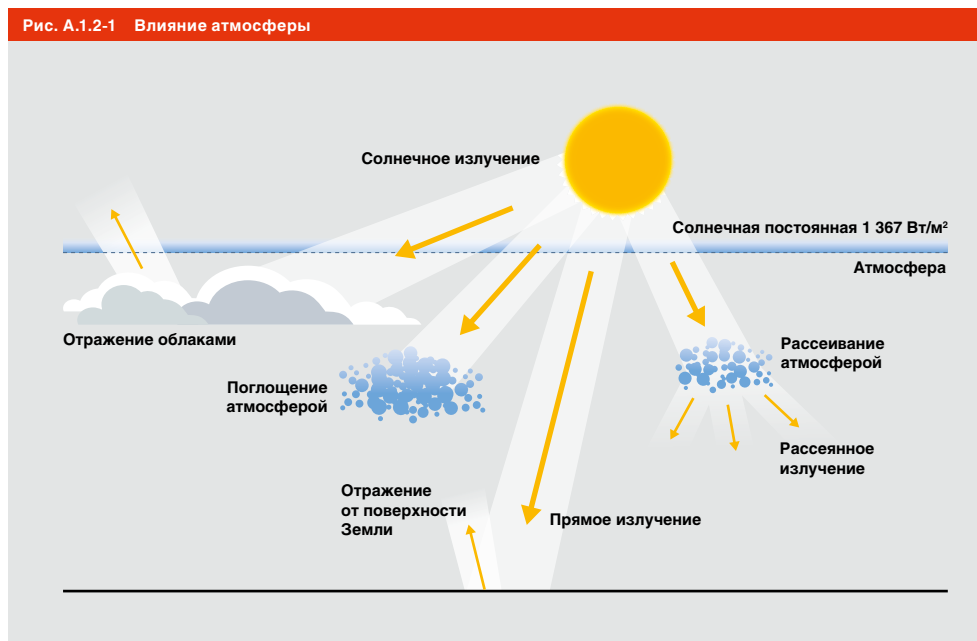 Рис. A.1.2-1 Влияние атмосферы
Солнечное излучение
Солнечная постоянная 1 367 Вт/м²
Атмосфера
Отражение облаками
Рассеивание
атмосферой
Поглощение
атмосферой
Рассеянное
излучение
Отражение
от поверхности
Земли
Прямое излучение